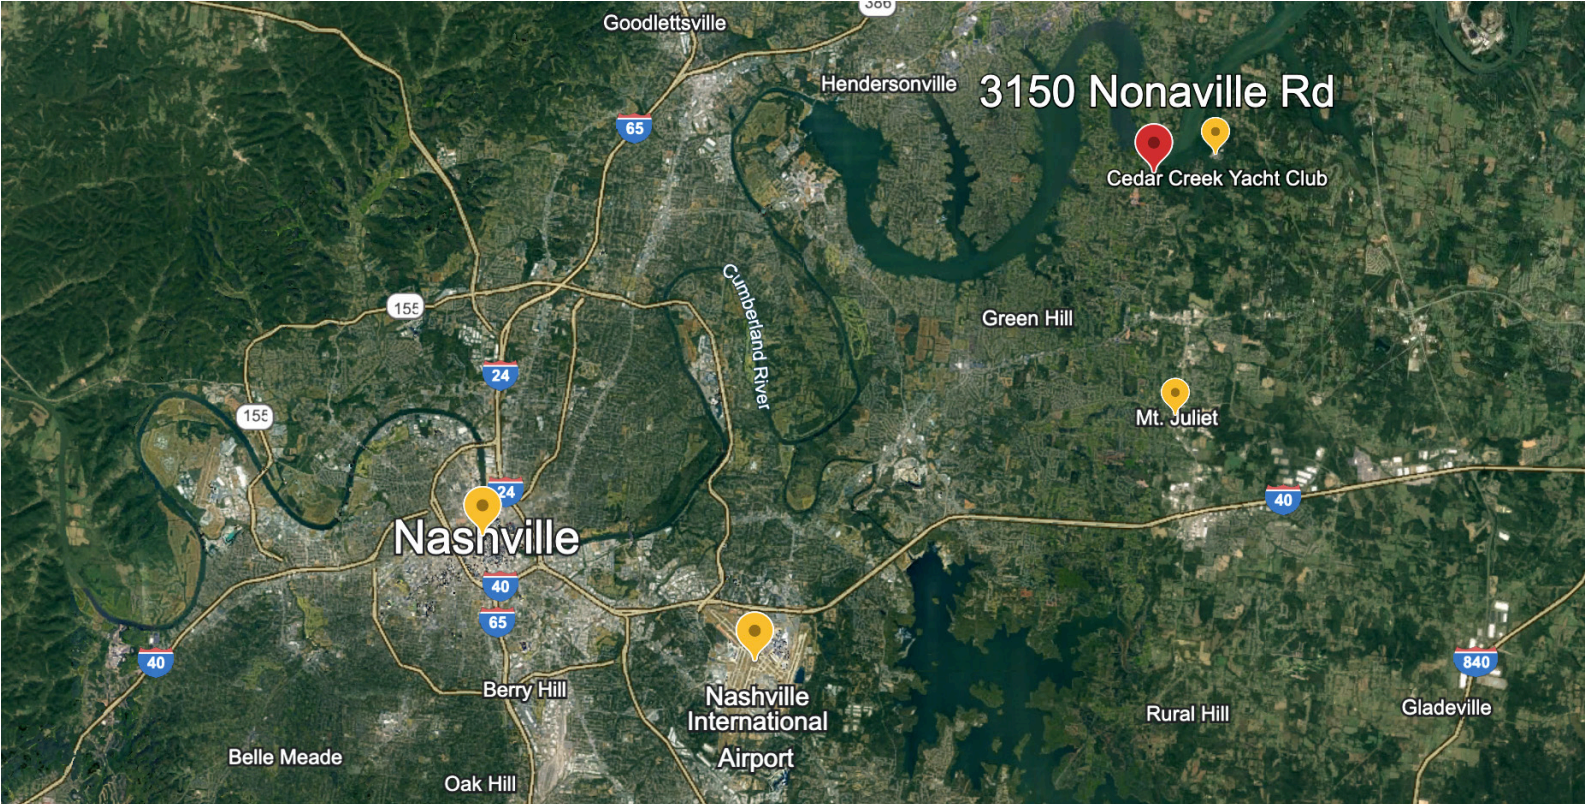 Goodlettsville
386
Hendersonville
3150 Nonaville Rd
65
Cedar Creek Yacht Club
Cumberland River
155
Green Hill
24
155
Mt. Juliet
24
40
Nashville
40
65
40
840
Berry Hill
Nashville
International
Airport
Rural Hill
Gladeville
Belle Meade
Oak Hill